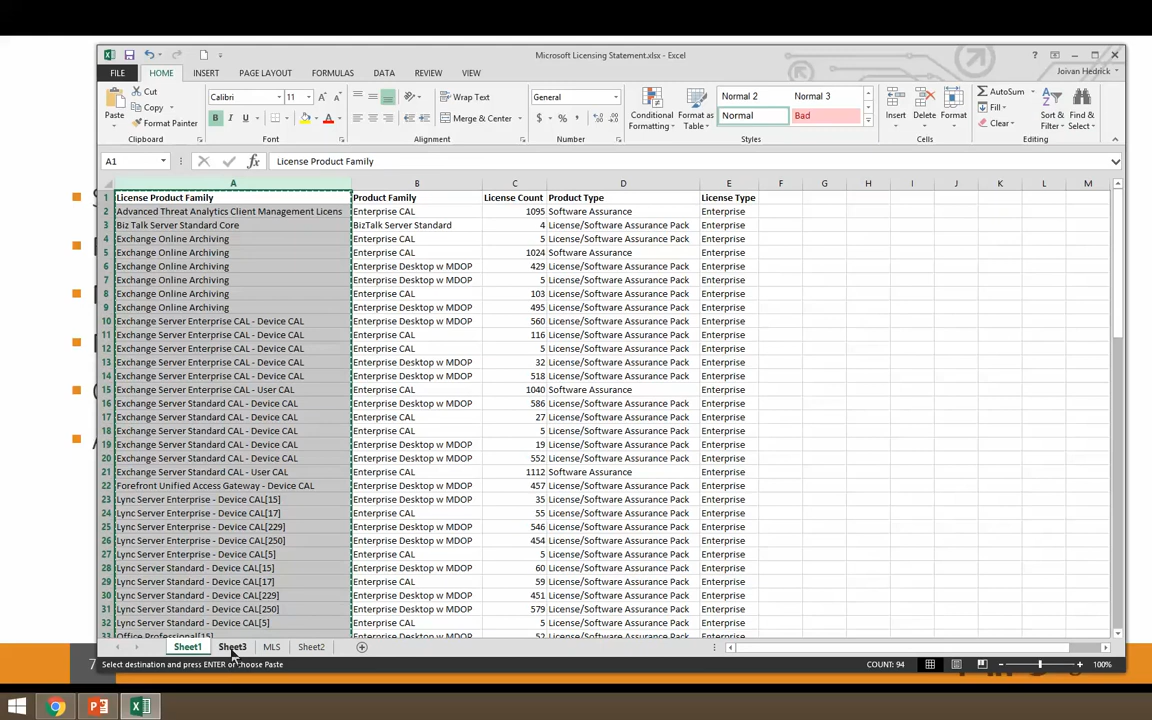 Microsoft Licensing Statement.xlsx - Excel
FILE HOME INSERT PAGE LAYOUT FORMULAS DATA REVIEW VIEW Joivan Hedrick
Cut
Copy
Format Painter
Paste
Clipboard
Calibri 11
B I U
Font
Wrap Text
Merge & Center
Alignment
General
$ % ,
Number
Conditional Formatting
Format as Table
Normal 2 Normal 3
Normal Bad
Styles
Insert Delete Format
Cells
AutoSum
Fill
Clear
Sort & Filter
Find & Select
Editing
A1 fx License Product Family
A B C D E F G H I J K L M
1 License Product Family Product Family License Count Product Type License Type
2 Advanced Threat Analytics Client Management Licens Enterprise CAL 1095 Software Assurance Enterprise
3 Biz Talk Server Standard Core BizTalk Server Standard 4 License/Software Assurance Pack Enterprise
4 Exchange Online Archiving Enterprise CAL 5 License/Software Assurance Pack Enterprise
5 Exchange Online Archiving Enterprise CAL 1024 Software Assurance Enterprise
6 Exchange Online Archiving Enterprise Desktop w MDOP 429 License/Software Assurance Pack Enterprise
7 Exchange Online Archiving Enterprise Desktop w MDOP 5 License/Software Assurance Pack Enterprise
8 Exchange Online Archiving Enterprise CAL 103 License/Software Assurance Pack Enterprise
9 Exchange Online Archiving Enterprise Desktop w MDOP 495 License/Software Assurance Pack Enterprise
10 Exchange Server Enterprise CAL - Device CAL Enterprise Desktop w MDOP 560 License/Software Assurance Pack Enterprise
11 Exchange Server Enterprise CAL - Device CAL Enterprise CAL 116 License/Software Assurance Pack Enterprise
12 Exchange Server Enterprise CAL - Device CAL Enterprise CAL 5 License/Software Assurance Pack Enterprise
13 Exchange Server Enterprise CAL - Device CAL Enterprise Desktop w MDOP 32 License/Software Assurance Pack Enterprise
14 Exchange Server Enterprise CAL - Device CAL Enterprise Desktop w MDOP 518 License/Software Assurance Pack Enterprise
15 Exchange Server Enterprise CAL - User CAL Enterprise CAL 1040 Software Assurance Enterprise
16 Exchange Server Standard CAL - Device CAL Enterprise Desktop w MDOP 586 License/Software Assurance Pack Enterprise
17 Exchange Server Standard CAL - Device CAL Enterprise CAL 27 License/Software Assurance Pack Enterprise
18 Exchange Server Standard CAL - Device CAL Enterprise CAL 5 License/Software Assurance Pack Enterprise
19 Exchange Server Standard CAL - Device CAL Enterprise Desktop w MDOP 19 License/Software Assurance Pack Enterprise
20 Exchange Server Standard CAL - Device CAL Enterprise Desktop w MDOP 552 License/Software Assurance Pack Enterprise
21 Exchange Server Standard CAL - User CAL Enterprise CAL 1112 Software Assurance Enterprise
22 Forefront Unified Access Gateway - Device CAL Enterprise Desktop w MDOP 457 License/Software Assurance Pack Enterprise
23 Lync Server Enterprise - Device CAL[15] Enterprise CAL 35 License/Software Assurance Pack Enterprise
24 Lync Server Enterprise - Device CAL[17] Enterprise CAL 55 License/Software Assurance Pack Enterprise
25 Lync Server Enterprise - Device CAL[229] Enterprise Desktop w MDOP 546 License/Software Assurance Pack Enterprise
26 Lync Server Enterprise - Device CAL[250] Enterprise Desktop w MDOP 454 License/Software Assurance Pack Enterprise
27 Lync Server Enterprise - Device CAL[5] Enterprise CAL 5 License/Software Assurance Pack Enterprise
28 Lync Server Standard - Device CAL[15] Enterprise Desktop w MDOP 60 License/Software Assurance Pack Enterprise
29 Lync Server Standard - Device CAL[17] Enterprise CAL 59 License/Software Assurance Pack Enterprise
30 Lync Server Standard - Device CAL[229] Enterprise Desktop w MDOP 451 License/Software Assurance Pack Enterprise
31 Lync Server Standard - Device CAL[250] Enterprise Desktop w MDOP 579 License/Software Assurance Pack Enterprise
32 Lync Server Standard - Device CAL[5] Enterprise CAL 5 License/Software Assurance Pack Enterprise
33 Office Professional[15] Enterprise Desktop w MDOP 52 License/Software Assurance Pack Enterprise
Sheet1 Sheet3 MLS Sheet2
7 Select destination and press ENTER or choose Paste COUNT: 94 100%